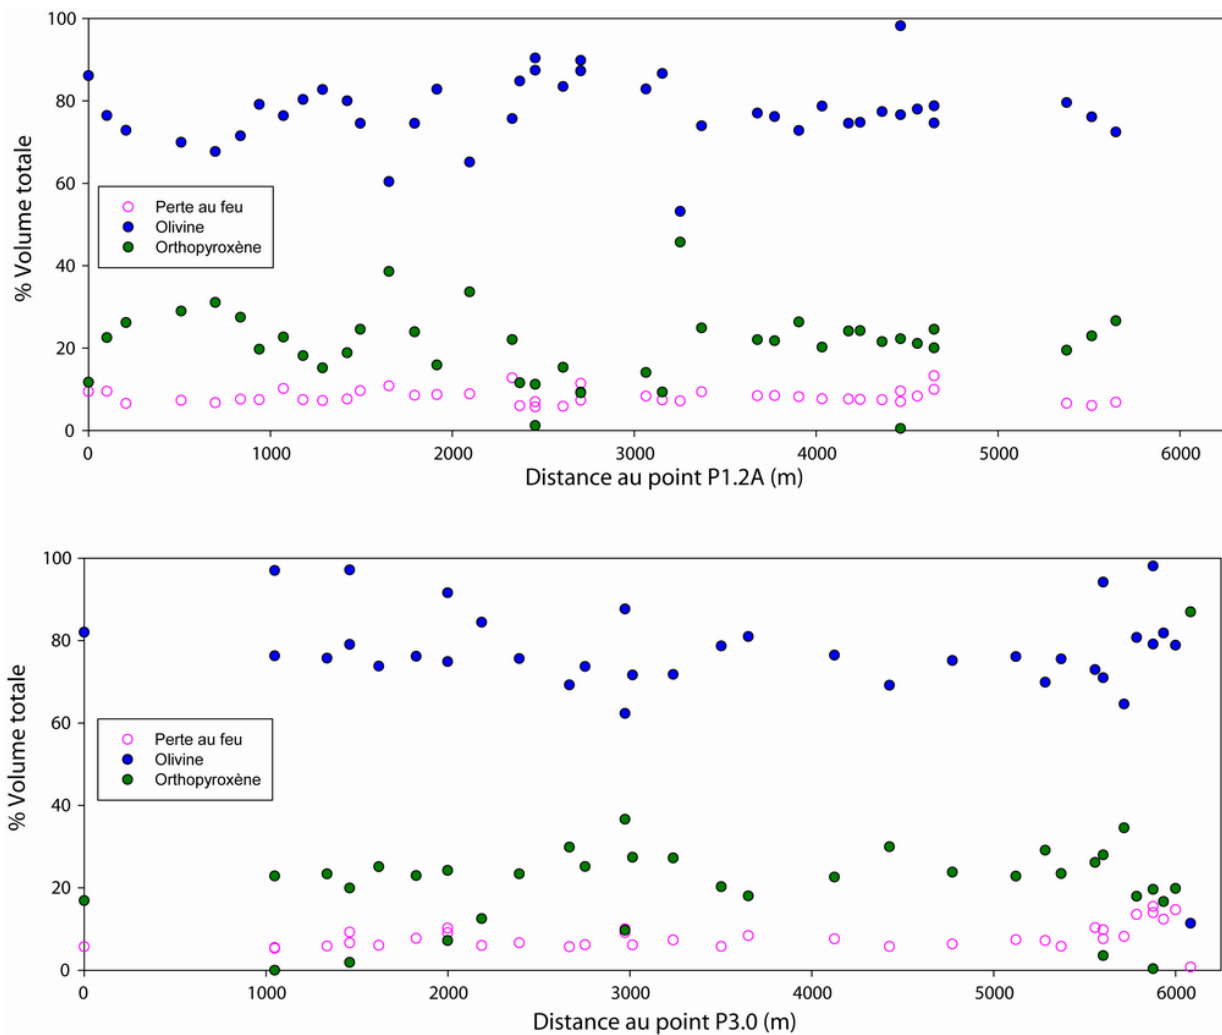 100
80
60
40
20
0
% Volume totale
Perte au feu
Olivine
Orthopyroxène
0 1000 2000 3000 4000 5000 6000
Distance au point P1.2A (m)
100
80
60
40
20
0
% Volume totale
Perte au feu
Olivine
Orthopyroxène
0 1000 2000 3000 4000 5000 6000
Distance au point P3.0 (m)